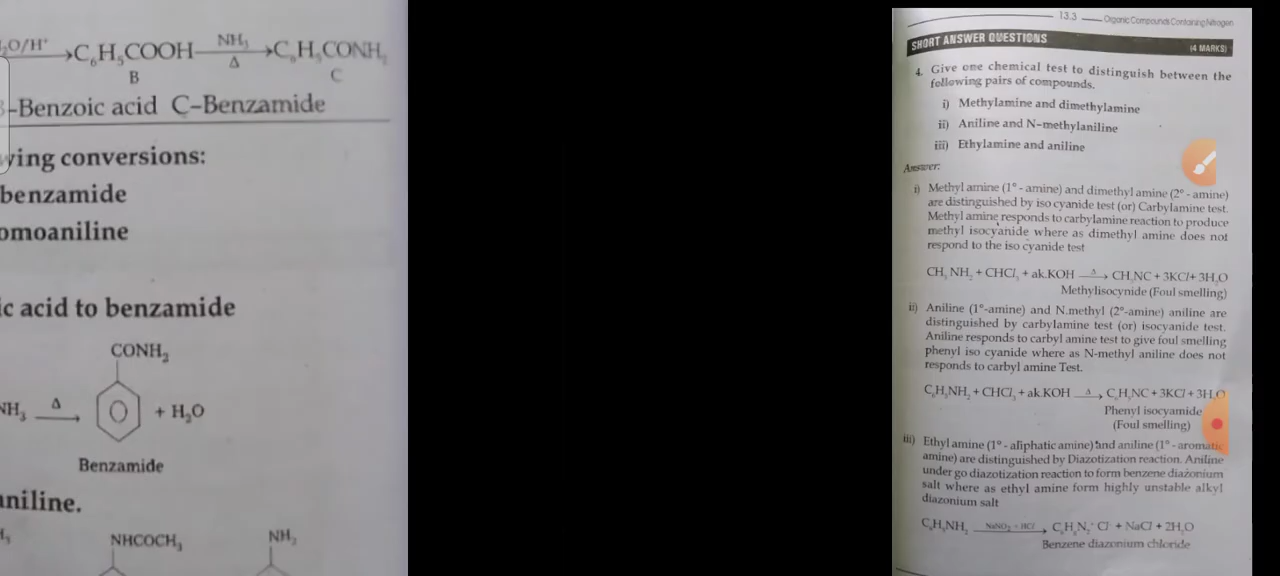 ₂O/H⁺ → C₆H₅COOH NH₃ Δ → C₆H₅CONH₂
B C
-Benzoic acid C-Benzamide
wing conversions:
benzamide
omoaniline
ic acid to benzamide
CONH₂
NH₃ Δ → + H₂O
Benzamide
aniline.
NHCOCH₃ NH₂
13.3 Organic Compounds Containing Nitrogen
SHORT ANSWER QUESTIONS (4 MARKS)
4. Give one chemical test to distinguish between the
following pairs of compounds.
i) Methylamine and dimethylamine
ii) Aniline and N-methylaniline
iii) Ethylamine and aniline
Answer:
i) Methyl amine (1° - amine) and dimethyl amine (2° - amine)
are distinguished by iso cyanide test (or) Carbylamine test.
Methyl amine responds to carbylamine reaction to produce
methyl isocyanide where as dimethyl amine does not
respond to the iso cyanide test
CH₃ NH₂ + CHCl₃ + ak.KOH Δ → CH₃NC + 3KCl+ 3H₂O
Methylisocynide (Foul smelling)
ii) Aniline (1°-amine) and N.methyl (2°-amine) aniline are
distinguished by carbylamine test (or) isocyanide test.
Aniline responds to carbyl amine test to give foul smelling
phenyl iso cyanide where as N-methyl aniline does not
responds to carbyl amine Test.
C₆H₅NH₂ + CHCl₃ + ak.KOH Δ → C₆H₅NC + 3KCl + 3H₂O
Phenyl isocyamide
(Foul smelling)
iii) Ethyl amine (1° - aliphatic amine) and aniline (1° - aromatic
amine) are distinguished by Diazotization reaction. Aniline
under go diazotization reaction to form benzene diazonium
salt where as ethyl amine form highly unstable alkyl
diazonium salt
C₆H₅NH₂ NaNO₂ + HCl → C₆H₅N₂⁺ Cl⁻ + NaCl + 2H₂O
Benzene diazonium chloride